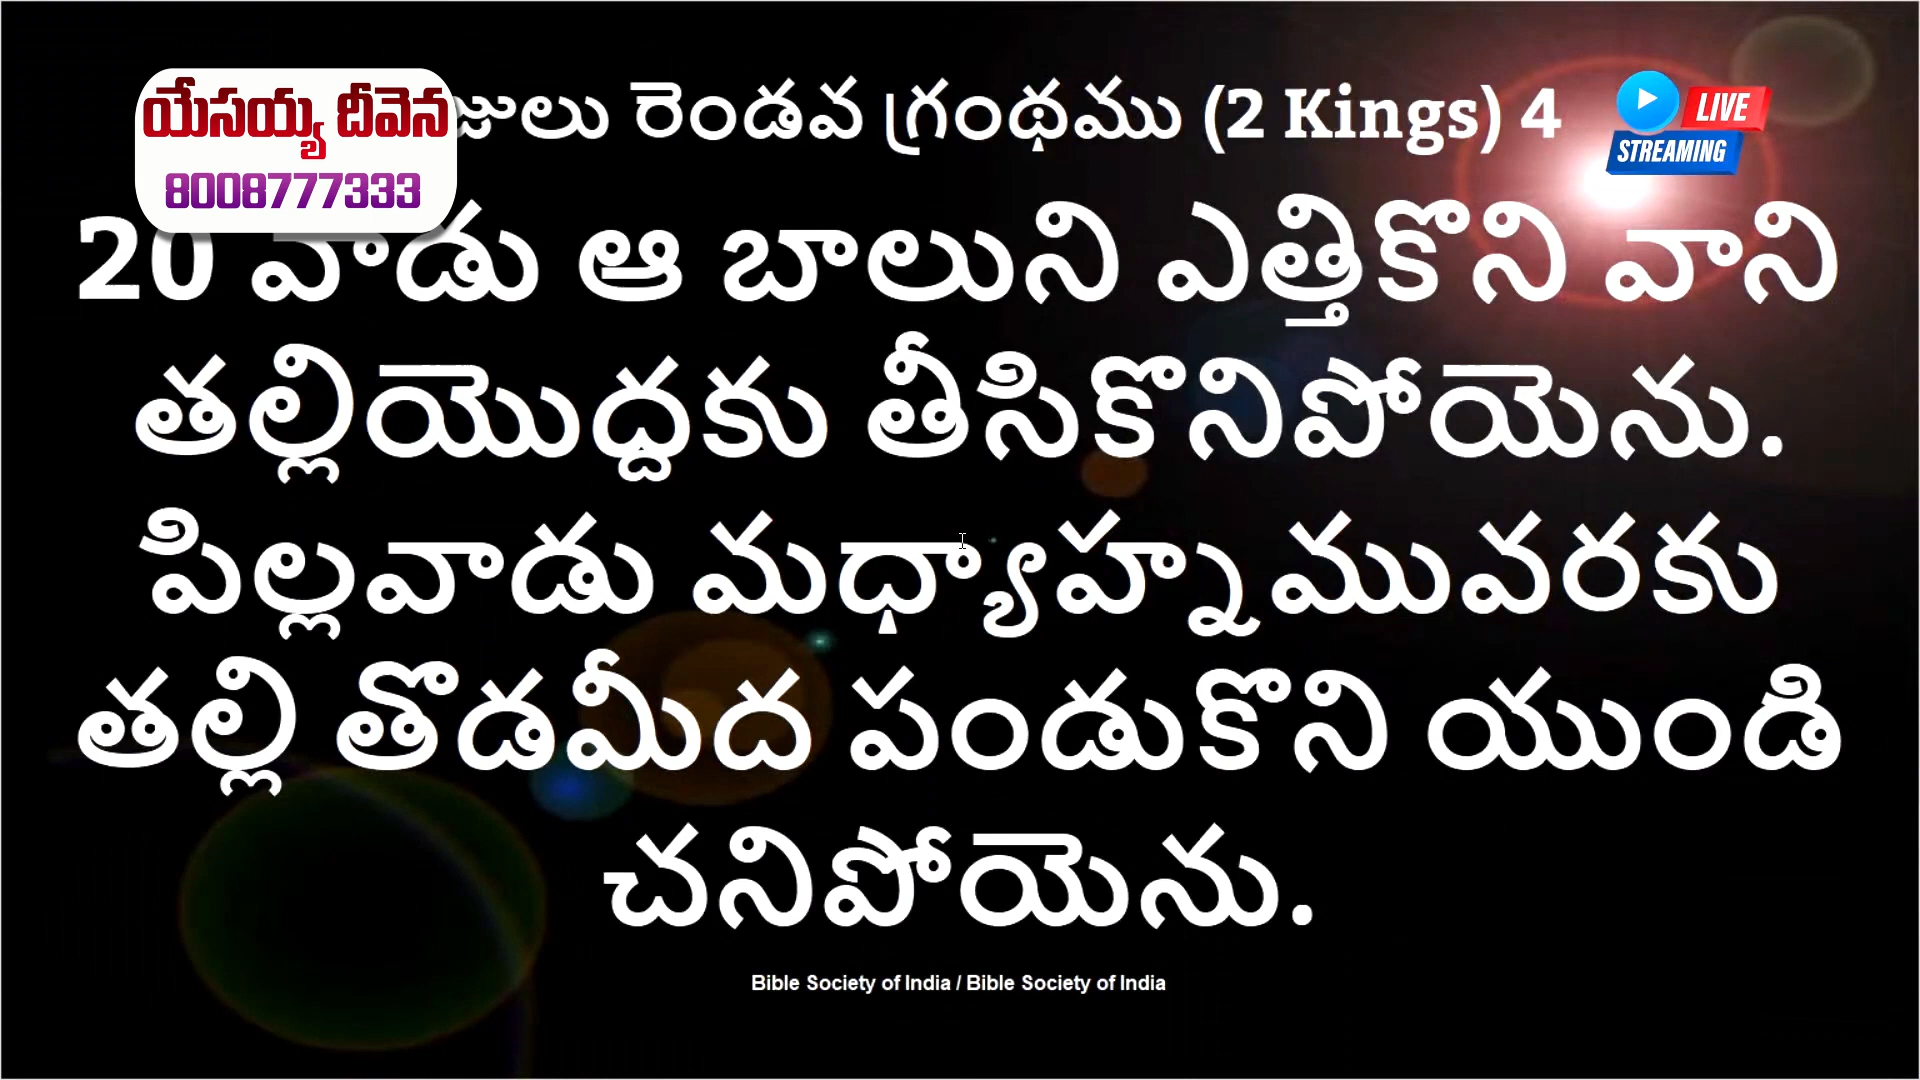 యేసయ్య దీవెన
8008777333
రెండవ గ్రంథము (2 Kings) 4
LIVE
STREAMING
20 వాడు ఆ బాలుని ఎత్తికొని వాని
తల్లియొద్దకు తీసికొనిపోయెను.
పిల్లవాడు మధ్యాహ్నమువరకు
తల్లి తొడమీద పండుకొని యుండి
చనిపోయెను.
Bible Society of India / Bible Society of India